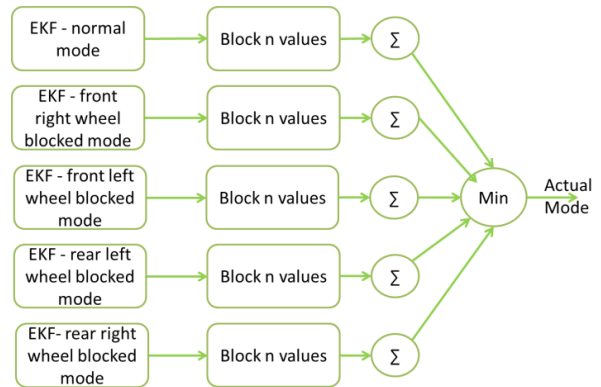 EKF - normal
mode
Block n values
∑
EKF - front
right wheel
blocked mode
Block n values
∑
EKF - front left
wheel blocked
mode
Block n values
∑
Min
Actual
Mode
EKF - rear left
wheel blocked
mode
Block n values
∑
EKF- rear right
wheel blocked
mode
Block n values
∑